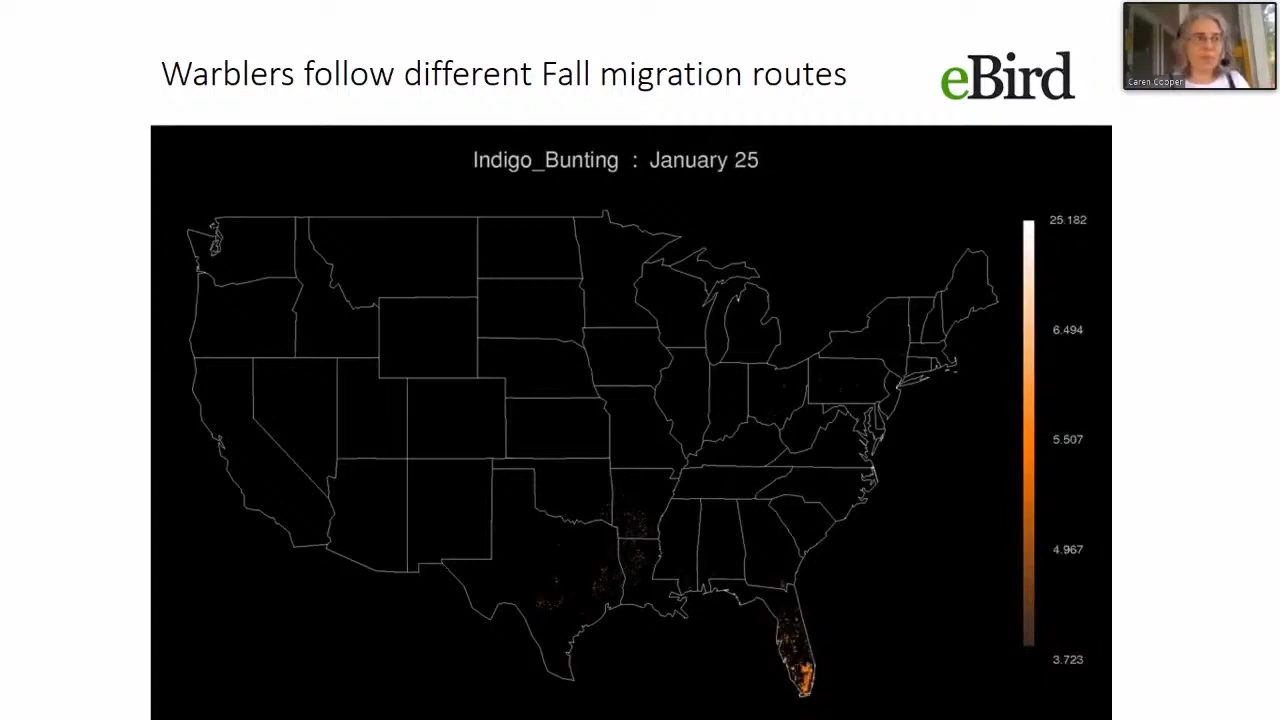 Warblers follow different Fall migration routes
eBird
Caren Cooper
Indigo_Bunting : January 25
25.182
6.494
5.507
4.967
3.723